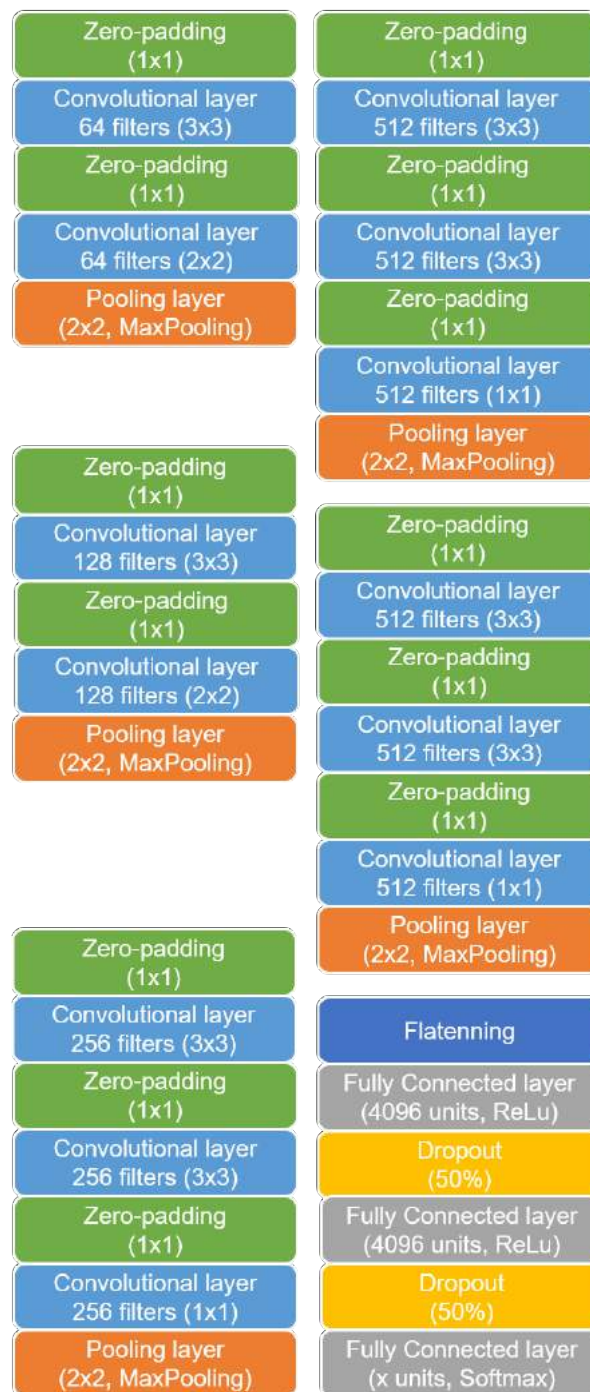 Zero-padding
(1x1)
Convolutional layer
64 filters (3x3)
Zero-padding
(1x1)
Convolutional layer
64 filters (2x2)
Pooling layer
(2x2, MaxPooling)
Zero-padding
(1x1)
Convolutional layer
128 filters (3x3)
Zero-padding
(1x1)
Convolutional layer
128 filters (2x2)
Pooling layer
(2x2, MaxPooling)
Zero-padding
(1x1)
Convolutional layer
256 filters (3x3)
Zero-padding
(1x1)
Convolutional layer
256 filters (3x3)
Zero-padding
(1x1)
Convolutional layer
256 filters (1x1)
Pooling layer
(2x2, MaxPooling)
Zero-padding
(1x1)
Convolutional layer
512 filters (3x3)
Zero-padding
(1x1)
Convolutional layer
512 filters (3x3)
Zero-padding
(1x1)
Convolutional layer
512 filters (1x1)
Pooling layer
(2x2, MaxPooling)
Zero-padding
(1x1)
Convolutional layer
512 filters (3x3)
Zero-padding
(1x1)
Convolutional layer
512 filters (3x3)
Zero-padding
(1x1)
Convolutional layer
512 filters (1x1)
Pooling layer
(2x2, MaxPooling)
Flatenning
Fully Connected layer
(4096 units, ReLu)
Dropout
(50%)
Fully Connected layer
(4096 units, ReLu)
Dropout
(50%)
Fully Connected layer
(x units, Softmax)